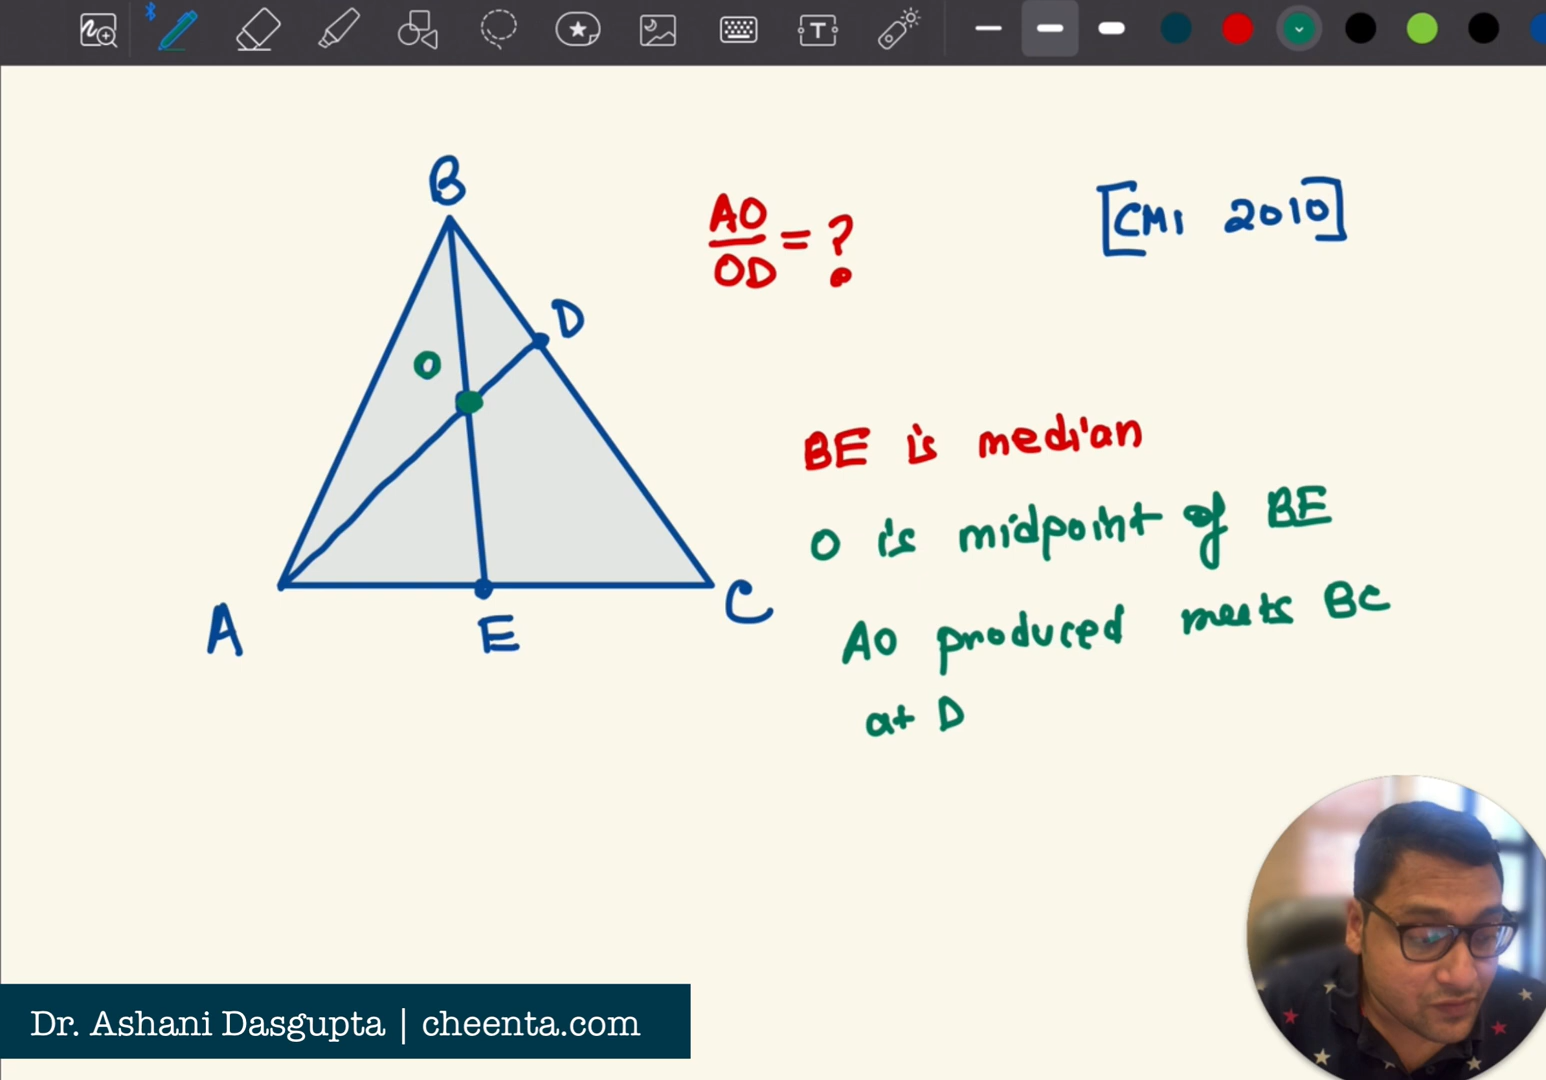 B
AO
OD
= ?
[CMI 2010]
D
O
BE is median
O is midpoint of BE
AO produced meets BC
at D
A
E
C
T
Dr. Ashani Dasgupta | cheenta.com